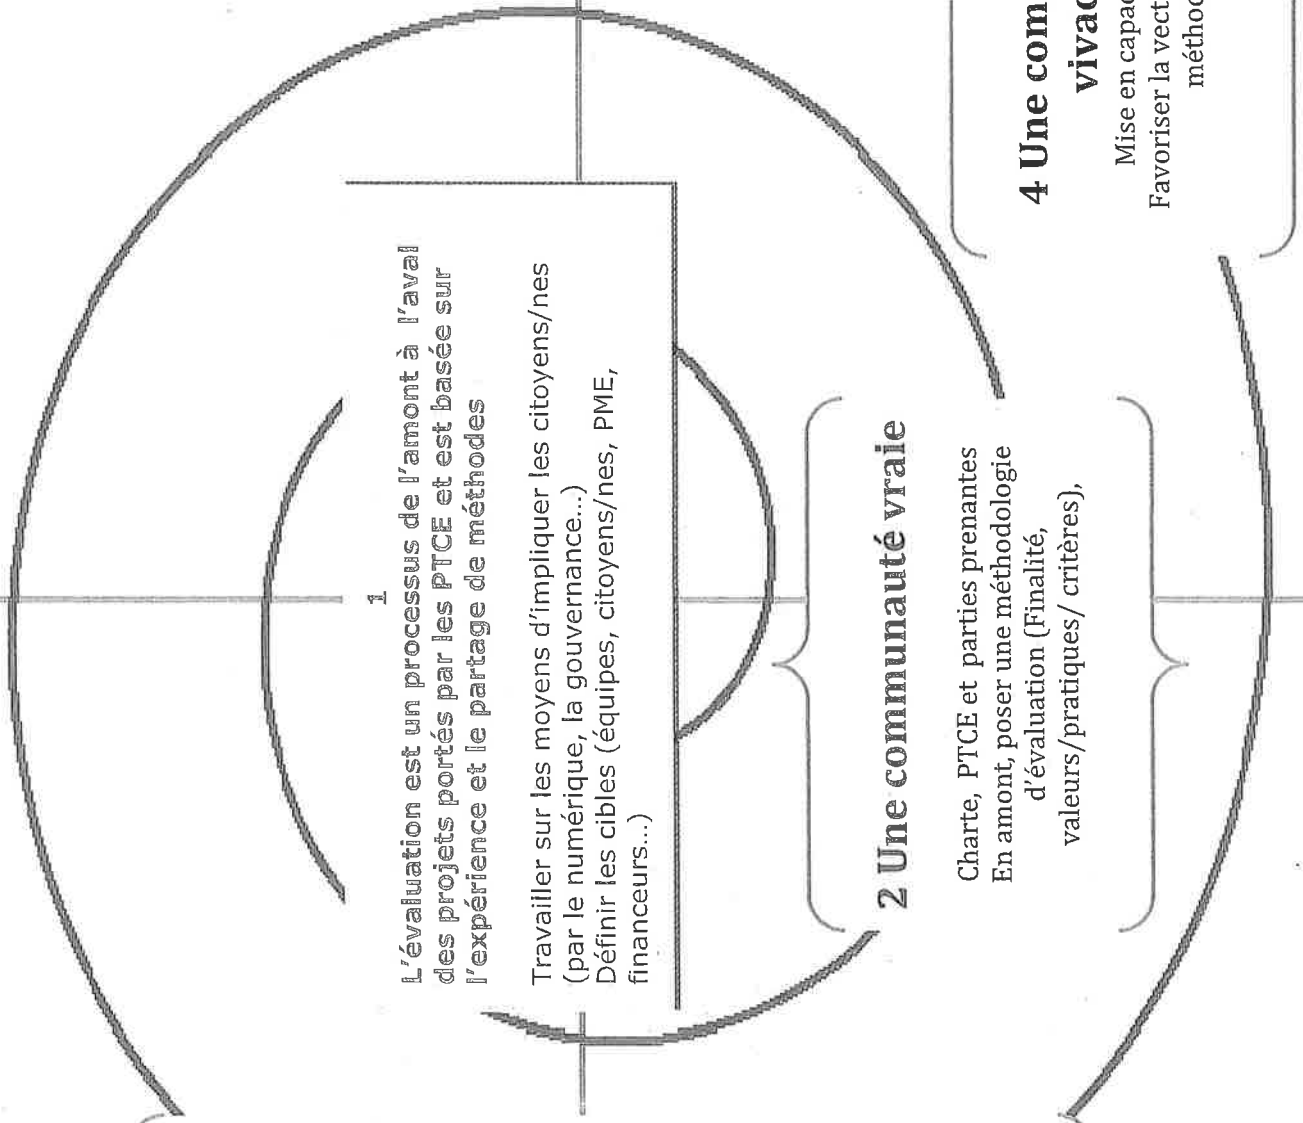 1
L'évaluation est un processus de l'amont à l'aval
des projets portés par les PTCE et est basée sur
l'expérience et le partage de méthodes
Travailler sur les moyens d'impliquer les citoyens/nes
(par le numérique, la gouvernance...)
Définir les cibles (équipes, citoyens/nes, PME,
financeurs...)
2 Une communauté vraie
Charte, PTCE et parties prenantes
En amont, poser une méthodologie
d'évaluation (Finalité,
valeurs/pratiques/ critères),
4 Une com
vivac
Mise en capac
Favoriser la vect
méthod